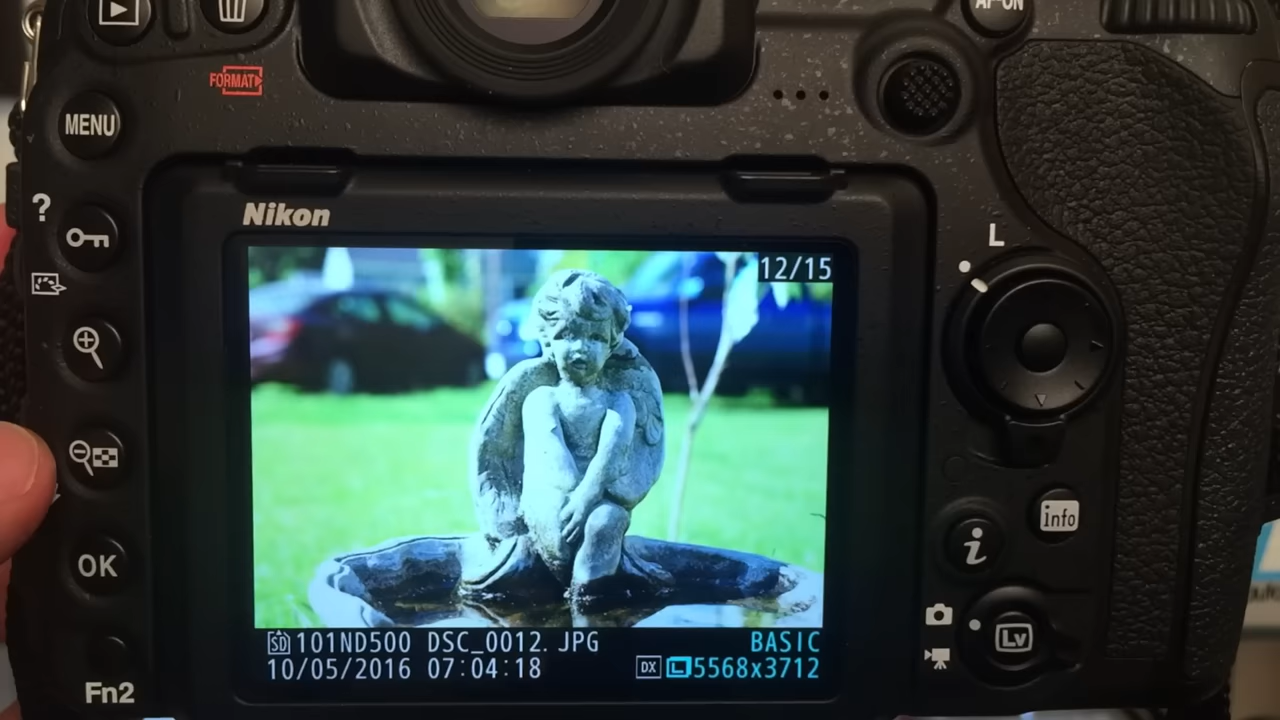 AF-ON
FORMAT
MENU
?
Nikon
L
12/15
OK
info
i
Lv
SD 101ND500 DSC_0012.JPG BASIC
10/05/2016 07:04:18 DX L 5568x3712
Fn2